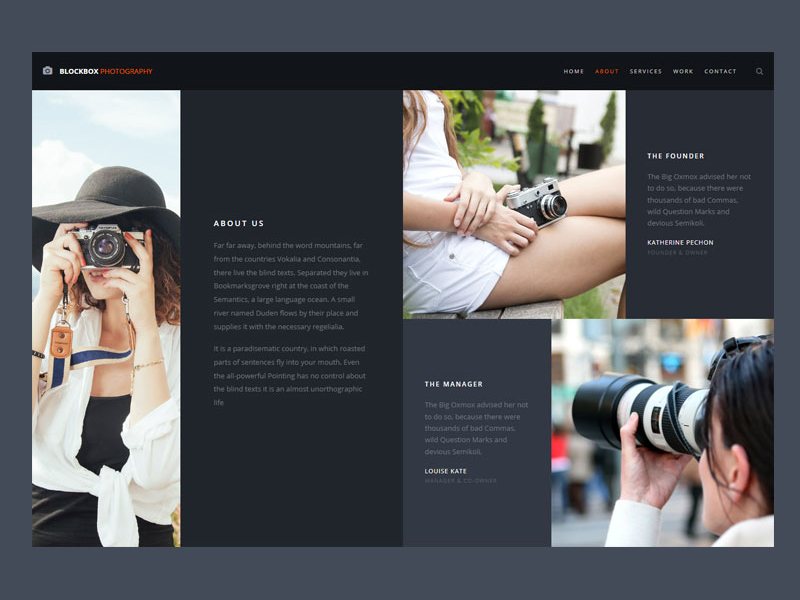 BLOCKBOX PHOTOGRAPHY
HOME ABOUT SERVICES WORK CONTACT
ABOUT US
Far far away, behind the word mountains, far
from the countries Vokalia and Consonantia,
there live the blind texts. Separated they live in
Bookmarksgrove right at the coast of the
Semantics, a large language ocean. A small
river named Duden flows by their place and
supplies it with the necessary regelialia.
It is a paradisematic country, in which roasted
parts of sentences fly into your mouth. Even
the all-powerful Pointing has no control about
the blind texts it is an almost unorthographic
life
THE FOUNDER
The Big Oxmox advised her not
to do so, because there were
thousands of bad Commas,
wild Question Marks and
devious Semikoli.
KATHERINE PECHON
FOUNDER & OWNER
THE MANAGER
The Big Oxmox advised her not
to do so, because there were
thousands of bad Commas,
wild Question Marks and
devious Semikoli.
LOUISE KATE
MANAGER & CO-OWNER